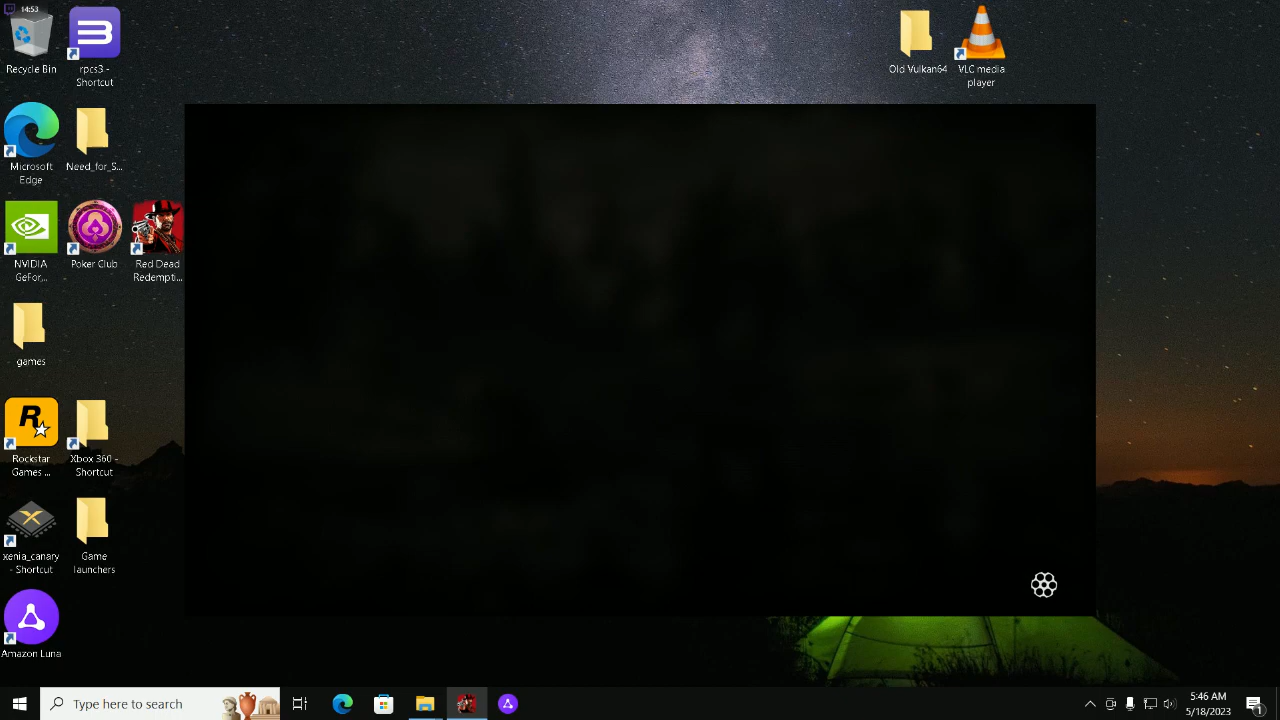 14:53
Recycle Bin
rpcs3 -
Shortcut
Old Vulkan64
VLC media
player
Microsoft
Edge
Need_for_S...
NVIDIA
GeFor...
Poker Club
Red Dead
Redempti...
games
R
Rockstar
Games ...
Xbox 360 -
Shortcut
xenia_canary
- Shortcut
Game
launchers
Amazon Luna
Type here to search
5:46 AM
5/18/2023
1